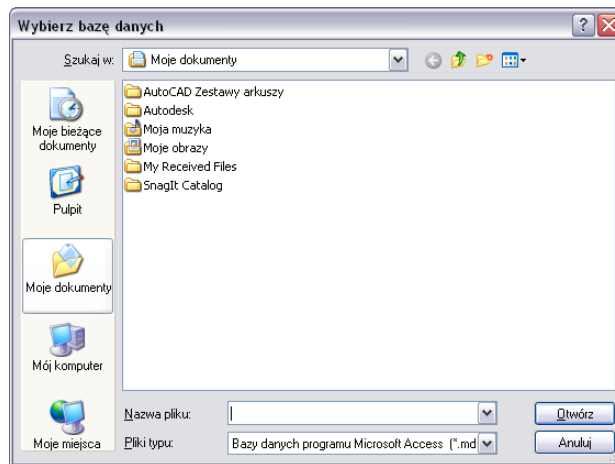 Wybierz bazę danych
Szukaj w:
Moje dokumenty
AutoCAD Zestawy arkuszy
Autodesk
Moja muzyka
Moje obrazy
My Received Files
SnagIt Catalog
Moje bieżące
dokumenty
Pulpit
Moje dokumenty
Mój komputer
Moje miejsca
Nazwa pliku:
Otwórz
Pliki typu:
Bazy danych programu Microsoft Access (*.md
Anuluj